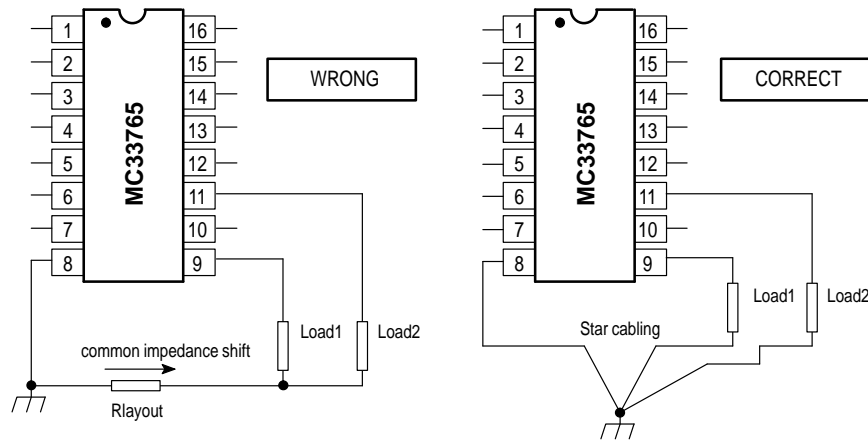 1
2
3
4
5
6
7
8
16
15
14
13
12
11
10
9
MC33765
WRONG
Load1
Load2
common impedance shift
Rlayout
1
2
3
4
5
6
7
8
16
15
14
13
12
11
10
9
MC33765
CORRECT
Load1
Load2
Star cabling